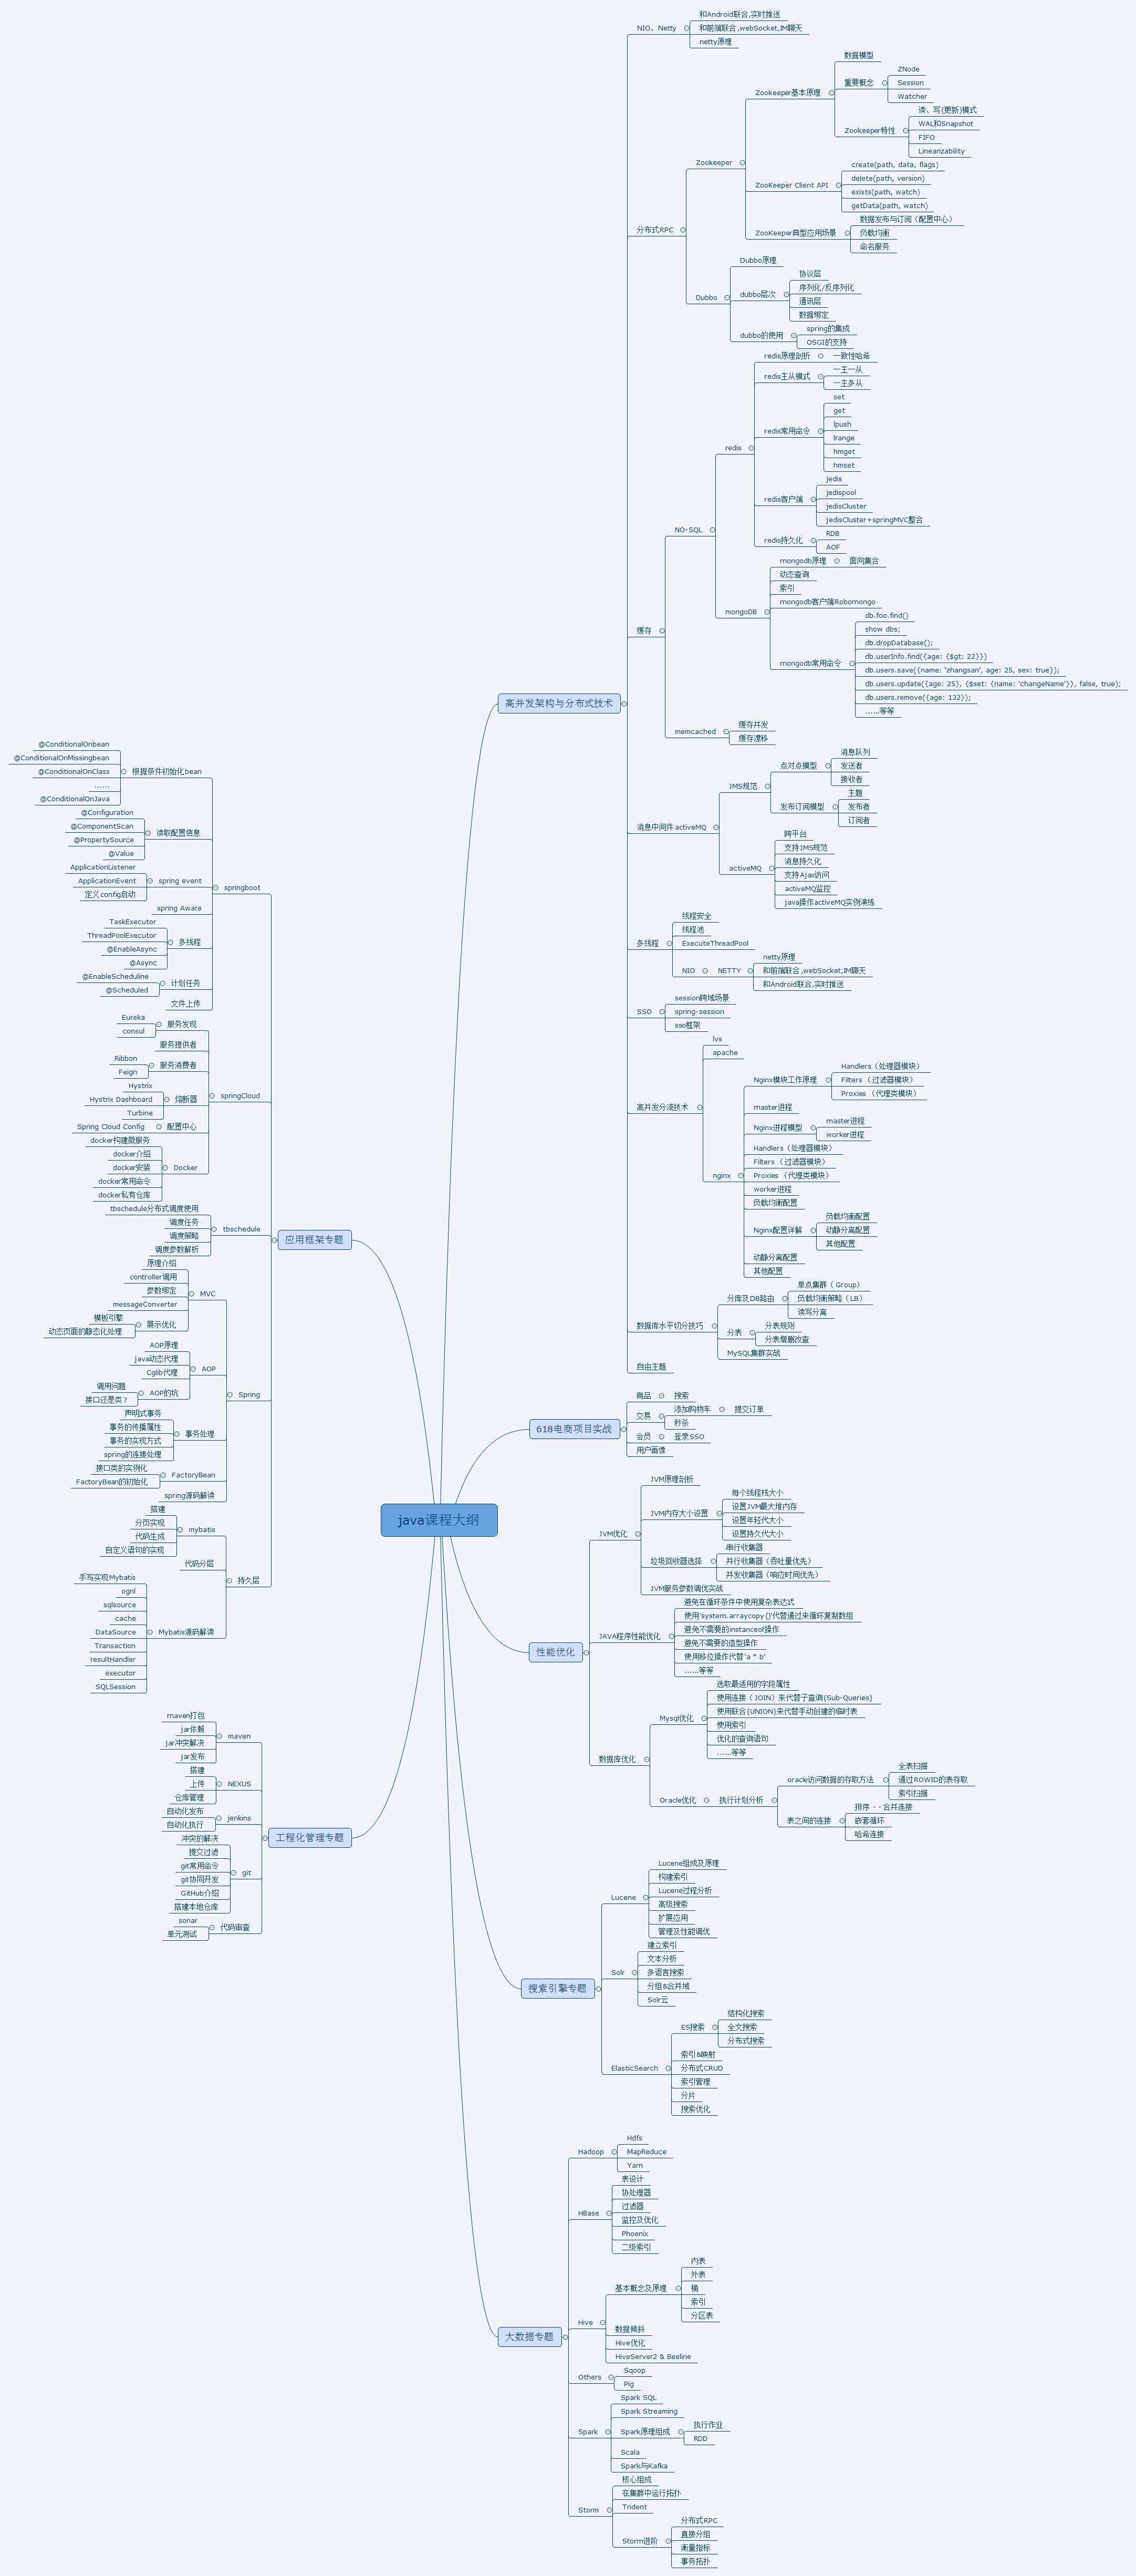 java课程大纲
高并发架构与分布式技术
NIO、Netty
和Android联合,实时推送
和前端联合,webSocket,IM聊天
netty原理
分布式RPC
Zookeeper
Zookeeper基本原理
数据模型
重要概念
ZNode
Session
Watcher
Zookeeper特性
读、写(更新)模式
WAL和Snapshot
FIFO
Linearizability
ZooKeeper Client API
create(path, data, flags)
delete(path, version)
exists(path, watch)
getData(path, watch)
ZooKeeper典型应用场景
数据发布与订阅（配置中心）
负载均衡
命名服务
Dubbo
Dubbo原理
dubbo层次
协议层
序列化/反序列化
通讯层
数据绑定
dubbo的使用
spring的集成
OSGI的支持
缓存
NO-SQL
redis
redis原理剖析
一致性哈希
redis主从模式
一主一从
一主多从
redis常用命令
set
get
lpush
lrange
hmget
hmset
redis客户端
jedis
jedispool
jedisCluster
jedisCluster+springMVC整合
redis持久化
RDB
AOF
mongoDB
mongodb原理
面向集合
动态查询
索引
mongodb客户端Robomongo
mongodb常用命令
db.foo.find()
show dbs;
db.dropDatabase();
db.userInfo.find({age: {$gt: 22}})
db.users.save({name: 'zhangsan', age: 25, sex: true});
db.users.update({age: 25}, {$set: {name: 'changeName'}}, false, true);
db.users.remove({age: 132});
……等等
memcached
缓存并发
缓存漂移
消息中间件 activeMQ
JMS规范
点对点模型
消息队列
发送者
接收者
发布订阅模型
主题
发布者
订阅者
activeMQ
跨平台
支持JMS规范
消息持久化
支持Ajax访问
activeMQ监控
java操作activeMQ实例演练
多线程
线程安全
线程池
ExecuteThreadPool
NIO
NETTY
netty原理
和前端联合,webSocket,IM聊天
和Android联合,实时推送
SSO
session跨域场景
spring-session
sso框架
高并发分流技术
lvs
apache
nginx
Nginx模块工作原理
Handlers（处理器模块）
Filters （过滤器模块）
Proxies （代理类模块）
master进程
Nginx进程模型
master进程
worker进程
Handlers（处理器模块）
Filters （过滤器模块）
Proxies （代理类模块）
worker进程
负载均衡配置
Nginx配置详解
负载均衡配置
动静分离配置
其他配置
动静分离配置
其他配置
数据库水平切分技巧
分库及DB路由
单点集群（ Group）
负载均衡策略（LB）
读写分离
分表
分表规则
分表增删改查
MySQL集群实战
自由主题
618电商项目实战
商品
搜索
交易
添加购物车
提交订单
秒杀
会员
登录SSO
用户画像
性能优化
JVM优化
JVM原理剖析
JVM内存大小设置
每个线程栈大小
设置JVM最大堆内存
设置年轻代大小
设置持久代大小
垃圾回收器选择
串行收集器
并行收集器（吞吐量优先）
并发收集器（响应时间优先）
JVM服务参数调优实战
JAVA程序性能优化
避免在循环条件中使用复杂表达式
使用'system.arraycopy ()'代替通过来循环复制数组
避免不需要的instanceof操作
避免不需要的造型操作
使用移位操作代替'a * b'
……等等
数据库优化
Mysql优化
选取最适用的字段属性
使用连接（ JOIN）来代替子查询(Sub-Queries)
使用联合(UNION)来代替手动创建的临时表
使用索引
优化的查询语句
……等等
Oracle优化
执行计划分析
oracle访问数据的存取方法
全表扫描
通过ROWID的表存取
索引扫描
表之间的连接
排序 - - 合并连接
嵌套循环
哈希连接
搜索引擎专题
Lucene
Lucene组成及原理
构建索引
Lucene过程分析
高级搜索
扩展应用
管理及性能调优
Solr
建立索引
文本分析
多语言搜索
分组&合并域
Solr云
ElasticSearch
ES搜索
结构化搜索
全文搜索
分布式搜索
索引&映射
分布式CRUD
索引管理
分片
搜索优化
大数据专题
Hadoop
Hdfs
MapReduce
Yarn
HBase
表设计
协处理器
过滤器
监控及优化
Phoenix
二级索引
Hive
基本概念及原理
内表
外表
桶
索引
分区表
数据倾斜
Hive优化
HiveServer2 & Beeline
Others
Sqoop
Pig
Spark
Spark SQL
Spark Streaming
Spark原理组成
执行作业
RDD
Scala
Spark与Kafka
Storm
核心组成
在集群中运行拓扑
Trident
Storm进阶
分布式RPC
直接分组
衡量指标
事务拓扑
应用框架专题
springboot
根据条件初始化bean
@ConditionalOnbean
@ConditionalOnMissingbean
@ConditionalOnClass
……
@ConditionalOnJava
读取配置信息
@Configuration
@ComponentScan
@PropertySource
@Value
spring event
ApplicationListener
ApplicationEvent
定义config启动
spring Aware
多线程
TaskExecutor
ThreadPoolExecutor
@EnableAsync
@Async
计划任务
@EnableScheduline
@Scheduled
文件上传
springCloud
服务发现
Eureka
consul
服务提供者
服务消费者
Ribbon
Feign
熔断器
Hystrix
Hystrix Dashboard
Turbine
配置中心
Spring Cloud Config
Docker
docker构建微服务
docker介绍
docker安装
docker常用命令
docker私有仓库
tbschedule
tbschedule分布式调度使用
调度任务
调度策略
调度参数解析
Spring
MVC
原理介绍
controller调用
参数绑定
messageConverter
展示优化
模板引擎
动态页面的静态化处理
AOP
AOP原理
java动态代理
Cglib代理
AOP的坑
调用问题
接口还是类？
事务处理
声明式事务
事务的传播属性
事务的实现方式
spring的连接处理
FactoryBean
接口类的实例化
FactoryBean的初始化
spring源码解读
持久层
mybatis
搭建
分页实现
代码生成
自定义语句的实现
代码分层
Mybatis源码解读
手写实现Mybatis
ognl
sqlsource
cache
DataSource
Transaction
resultHandler
executor
SQLSession
工程化管理专题
maven
maven打包
jar依赖
jar冲突解决
jar发布
NEXUS
搭建
上传
仓库管理
jenkins
自动化发布
自动化执行
git
冲突的解决
提交过滤
git常用命令
git协同开发
GitHub介绍
搭建本地仓库
代码审查
sonar
单元测试